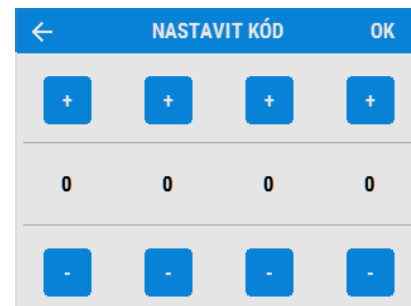 ← NASTAVIT KÓD OK
+ + + +
0 0 0 0
- - - -